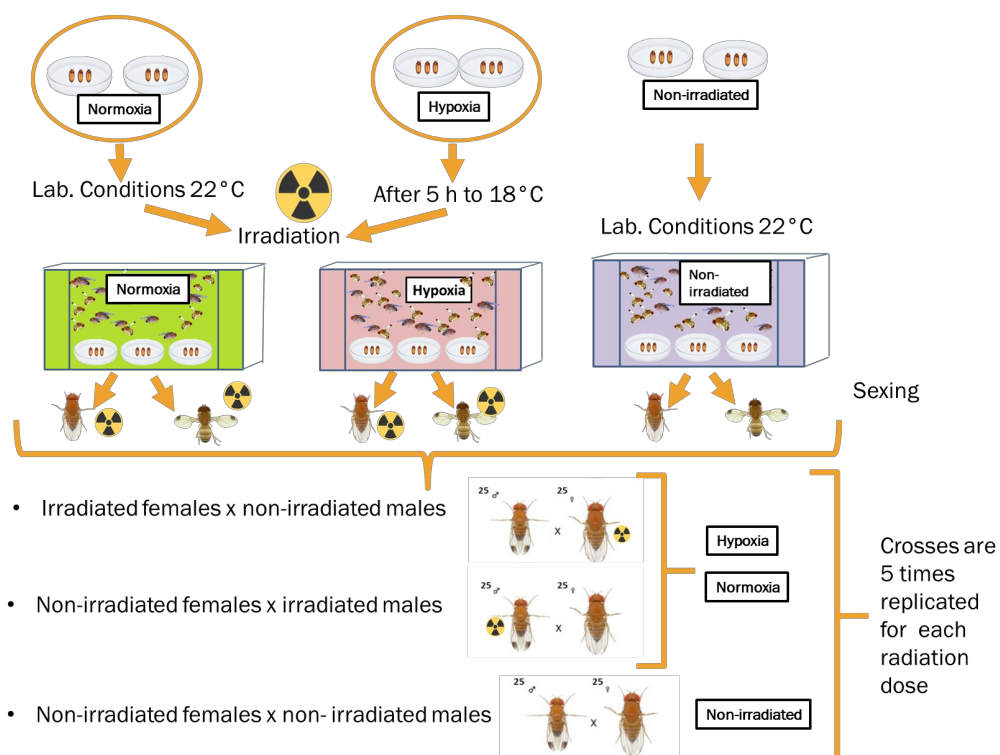 Normoxia
Hypoxia
Non-irradiated
Lab. Conditions 22°C
After 5 h to 18°C
Irradiation
Lab. Conditions 22°C
Normoxia
Hypoxia
Non-
irradiated
Sexing
• Irradiated females x non-irradiated males
25 ♂ 25 ♀
x
Hypoxia
Normoxia
• Non-irradiated females x irradiated males
25 ♂ 25 ♀
x
Crosses are
5 times
replicated
for each
radiation
dose
• Non-irradiated females x non- irradiated males
25 ♂ 25 ♀
x
Non-irradiated